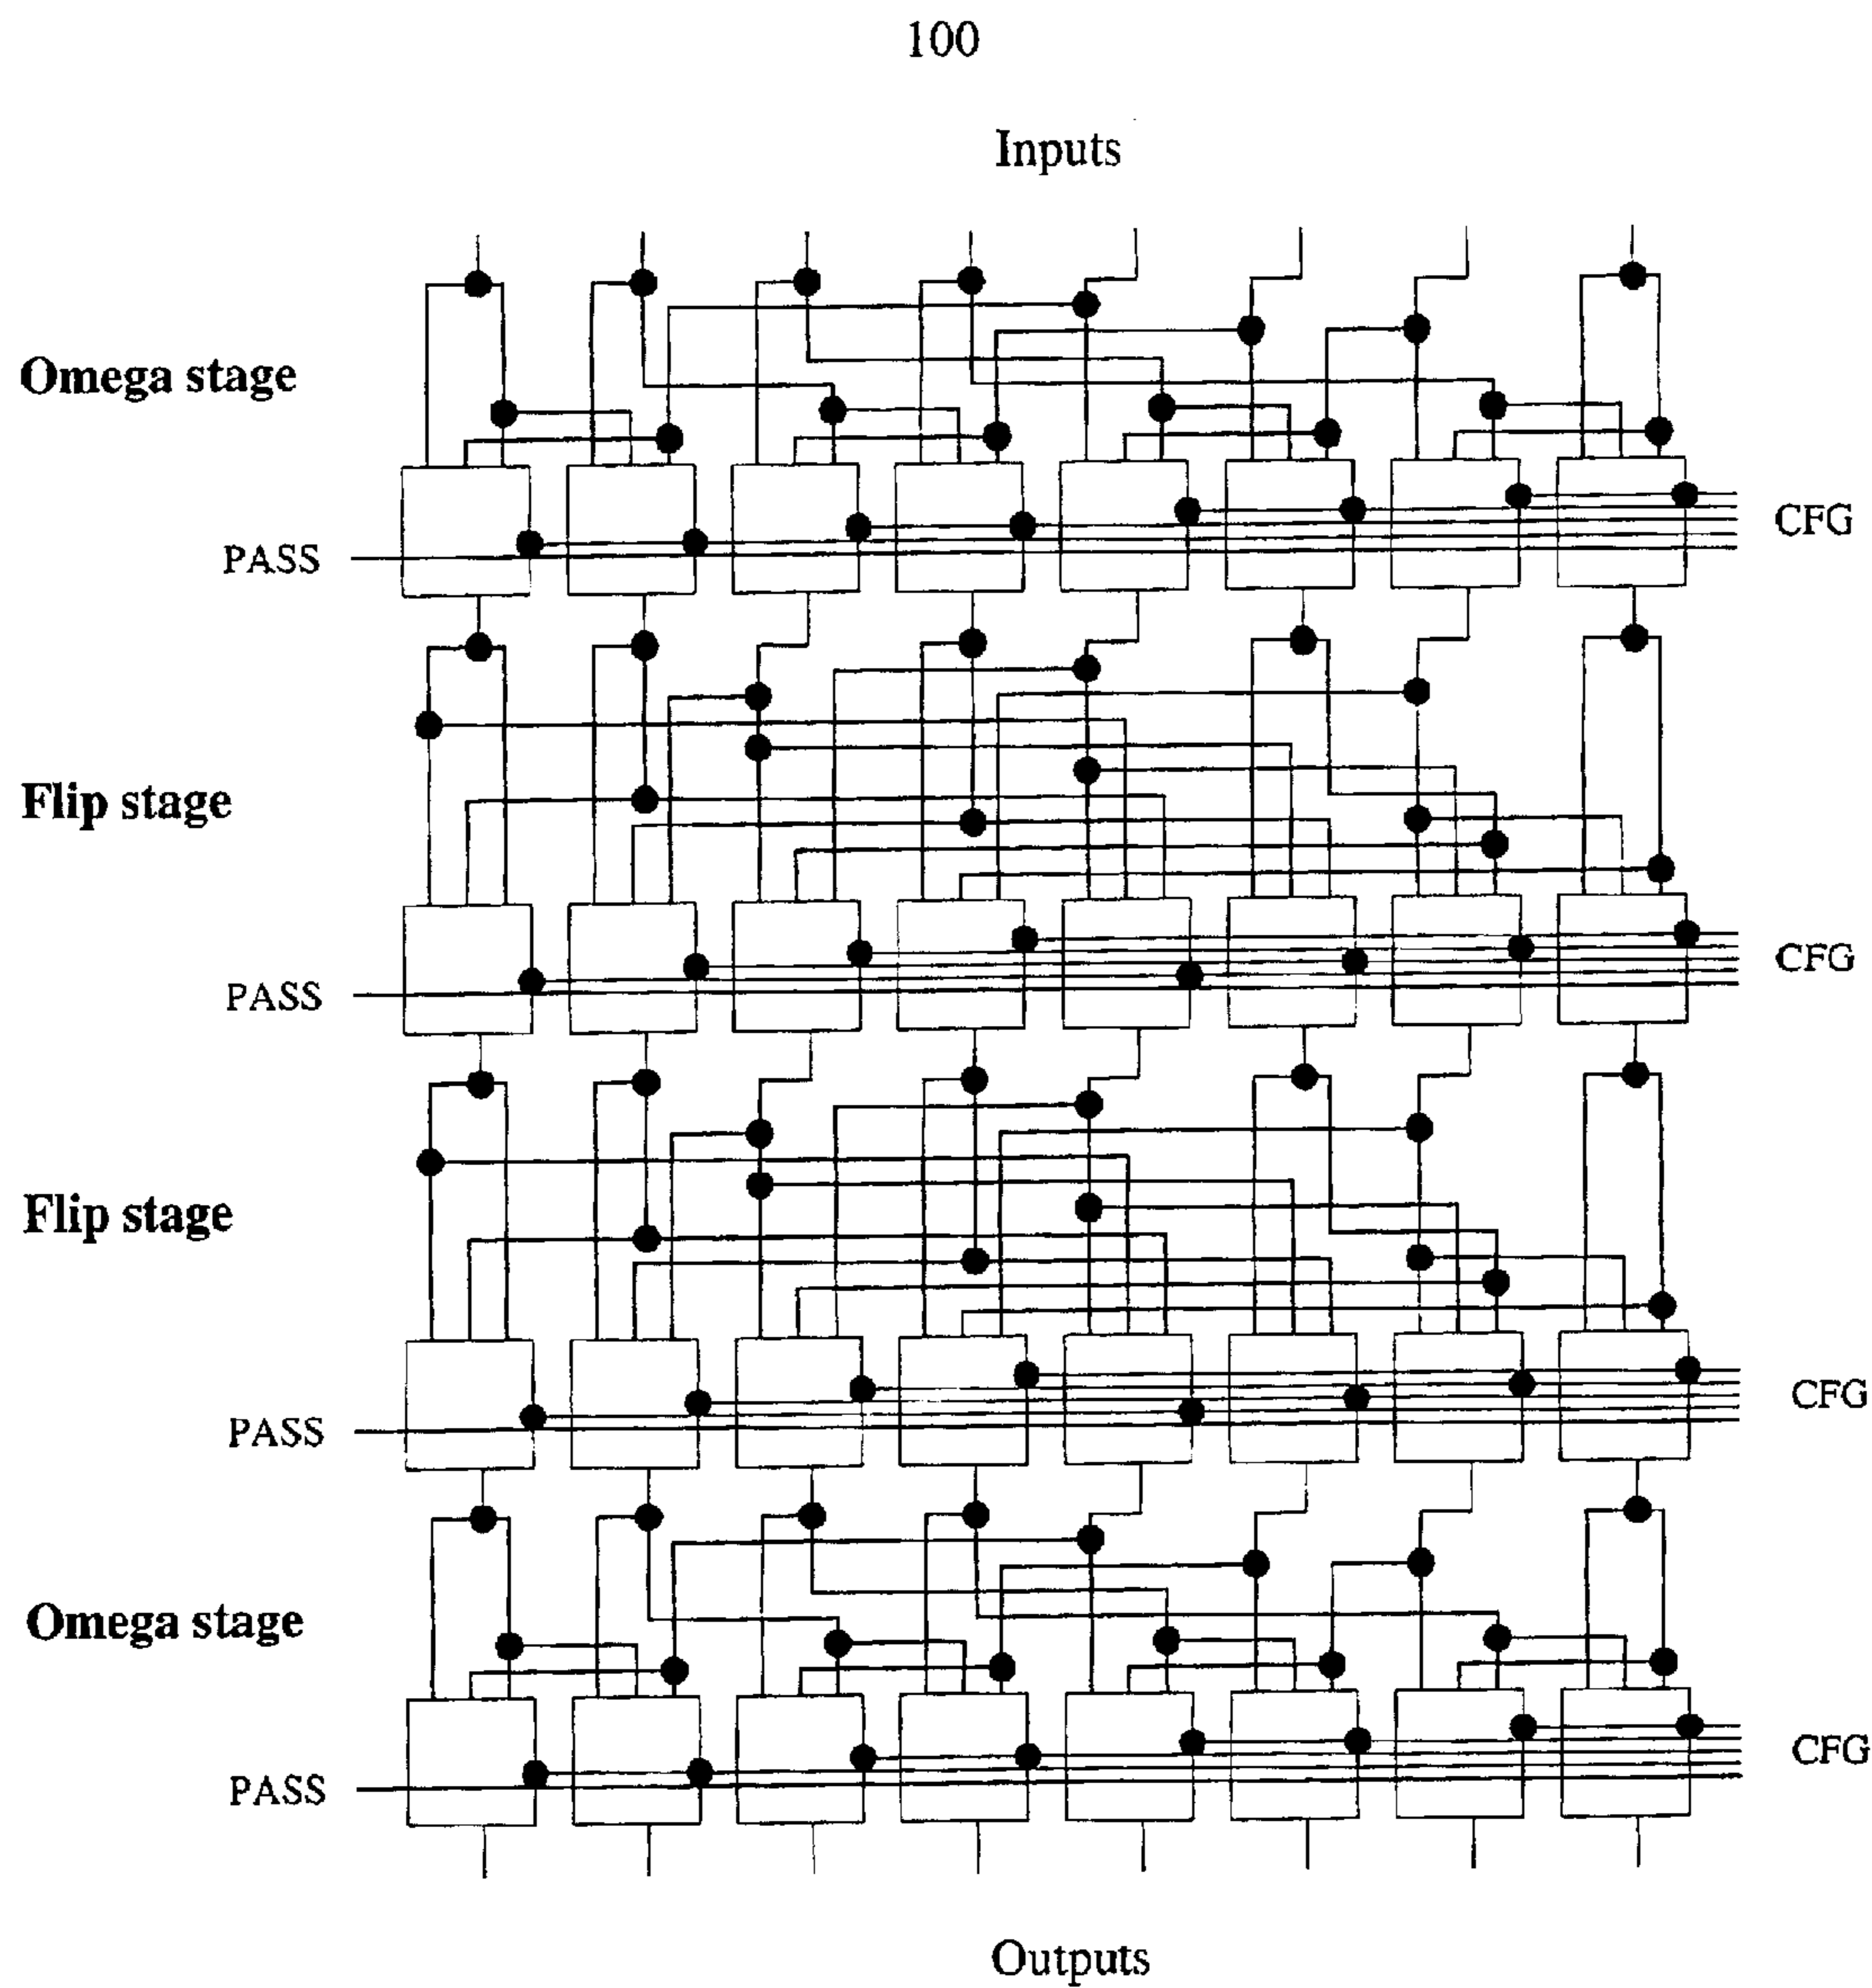 100
Inputs
Omega stage
CFG
PASS
Flip stage
CFG
PASS
Flip stage
CFG
PASS
Omega stage
CFG
PASS
Outputs